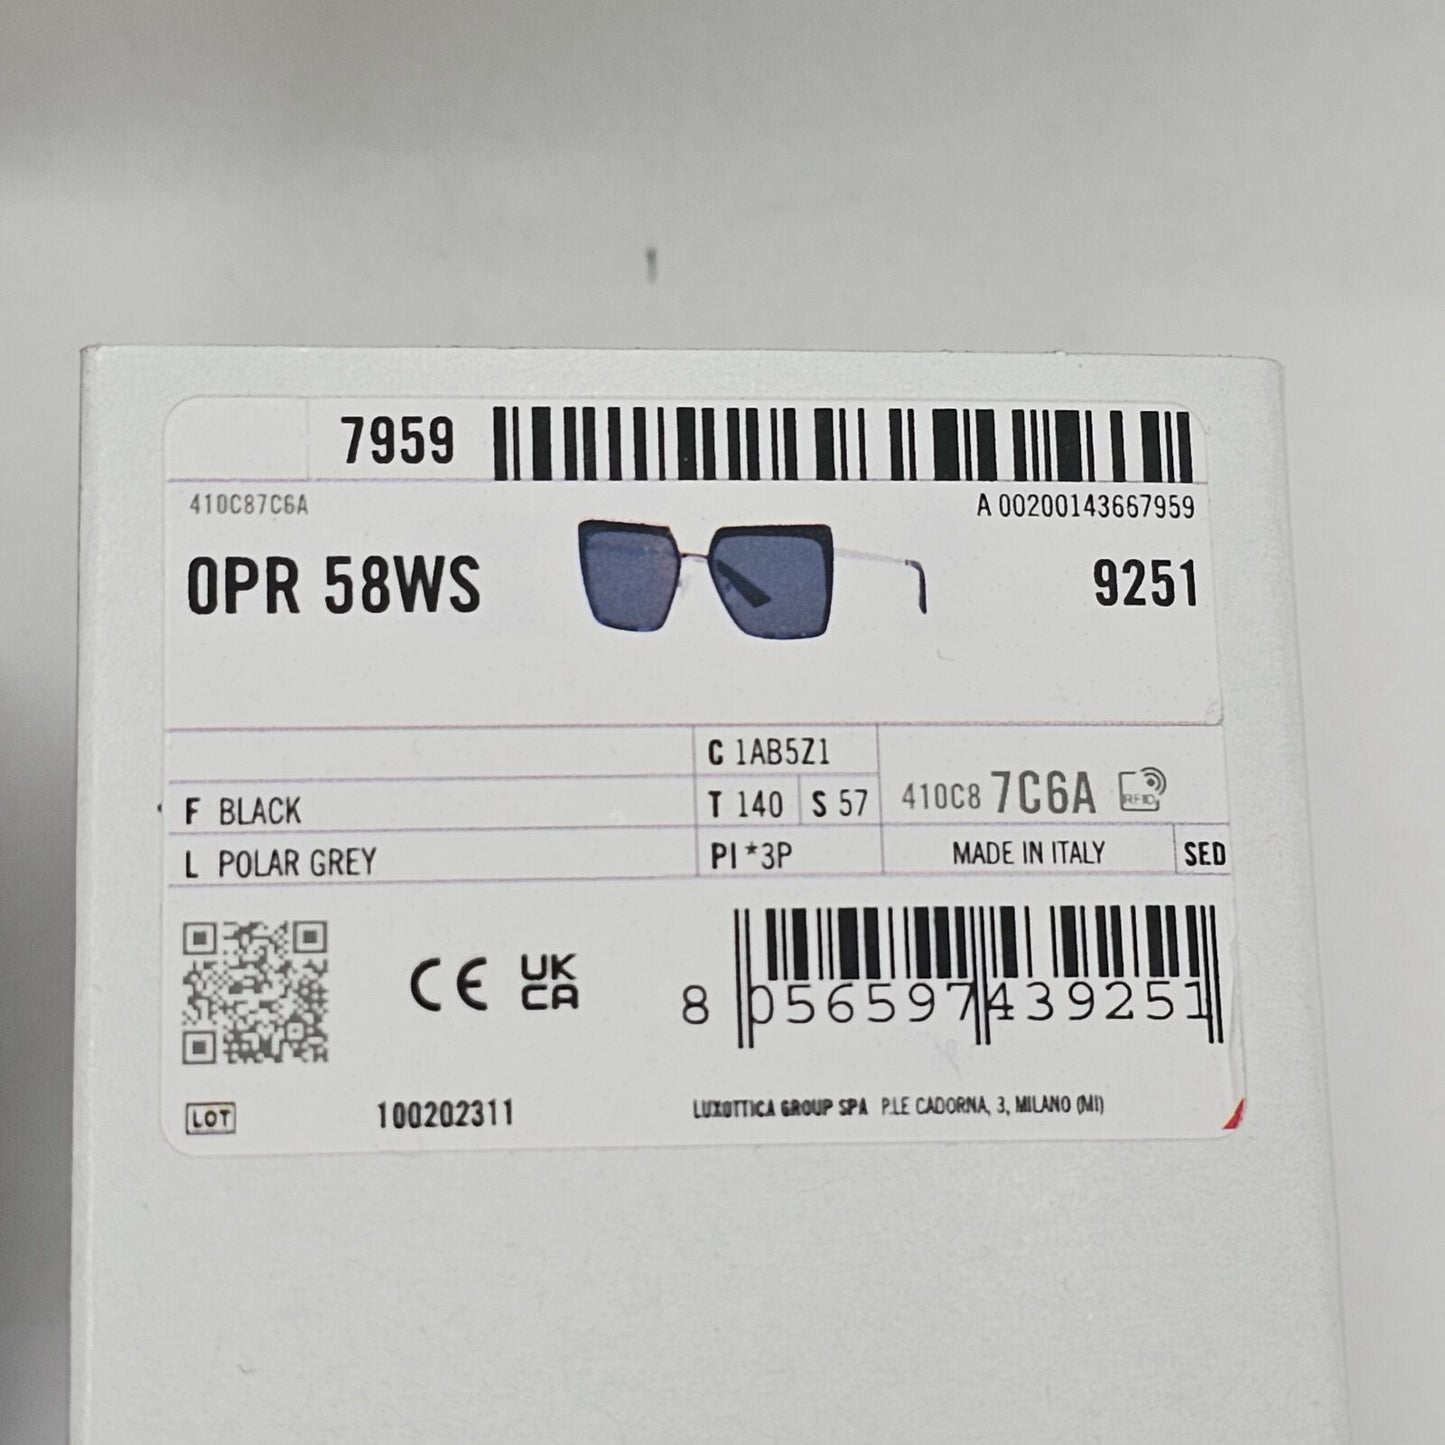 7959
410C87C6A
A 00200143667959
0PR 58WS
9251
C 1AB5Z1
F BLACK
T 140 S 57
410C8 7C6A RFID
L POLAR GREY
PI *3P
MADE IN ITALY
SED
CE UK CA
8 056597 439251
LOT
100202311
LUXOTTICA GROUP SPA P.LE CADORNA, 3, MILANO (MI)